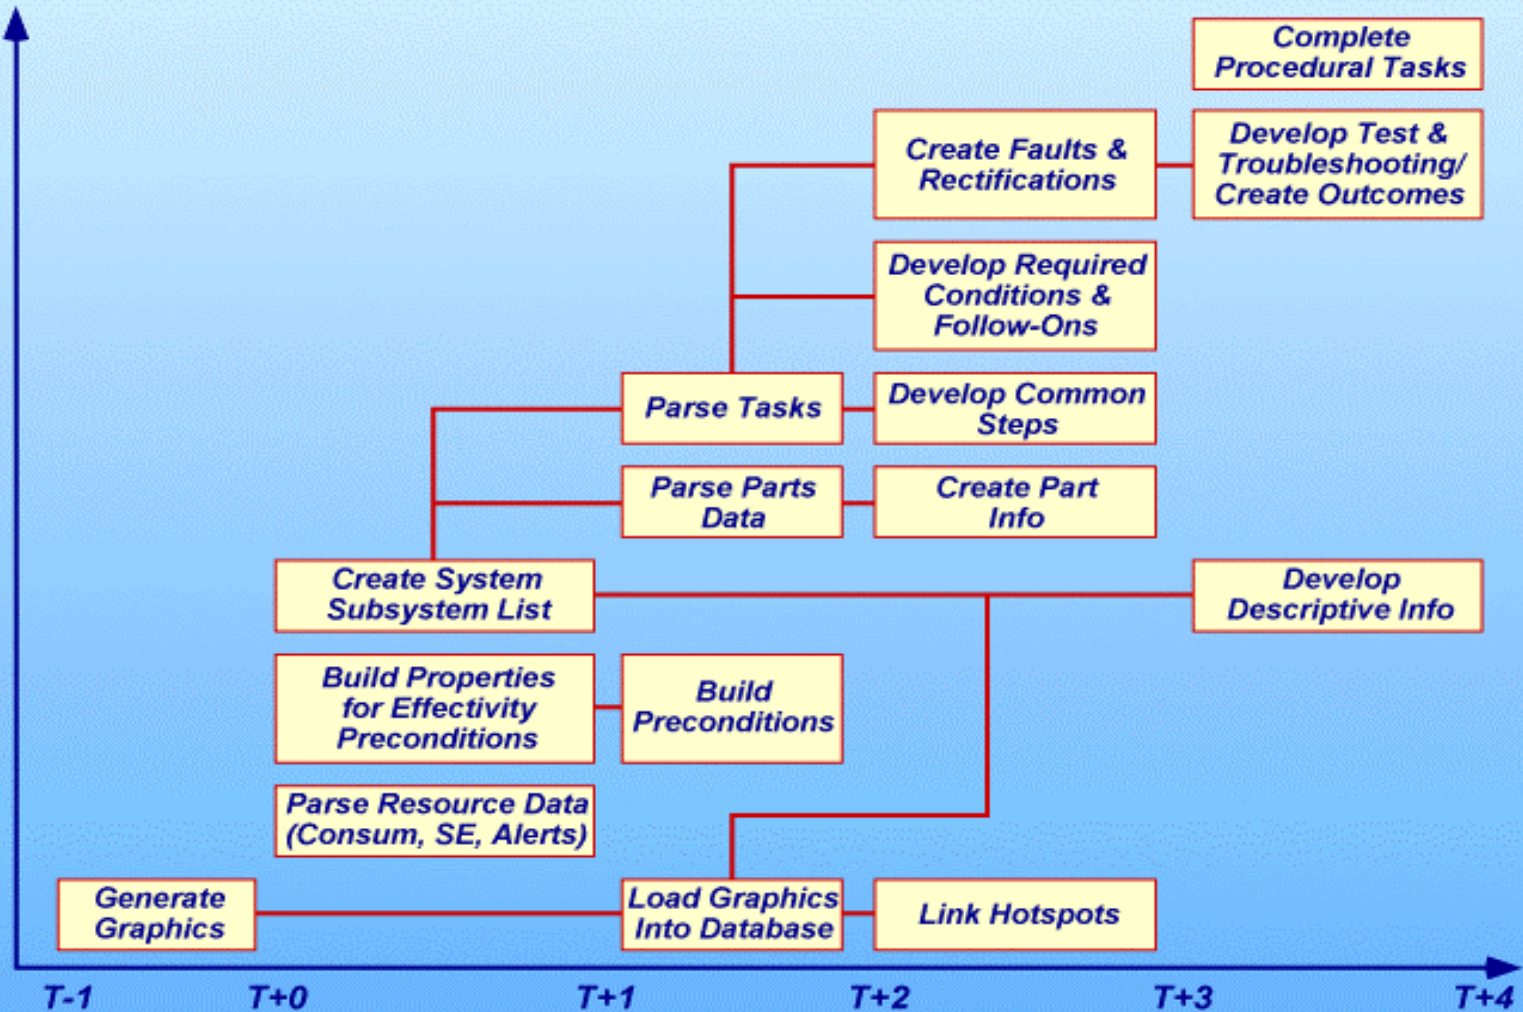 Complete
Procedural Tasks
Create Faults &
Rectifications
Develop Test &
Troubleshooting/
Create Outcomes
Develop Required
Conditions &
Follow-Ons
Parse Tasks
Develop Common
Steps
Parse Parts
Data
Create Part
Info
Create System
Subsystem List
Develop
Descriptive Info
Build Properties
for Effectivity
Preconditions
Build
Preconditions
Parse Resource Data
(Consum, SE, Alerts)
Generate
Graphics
Load Graphics
Into Database
Link Hotspots
T-1 T+0 T+1 T+2 T+3 T+4